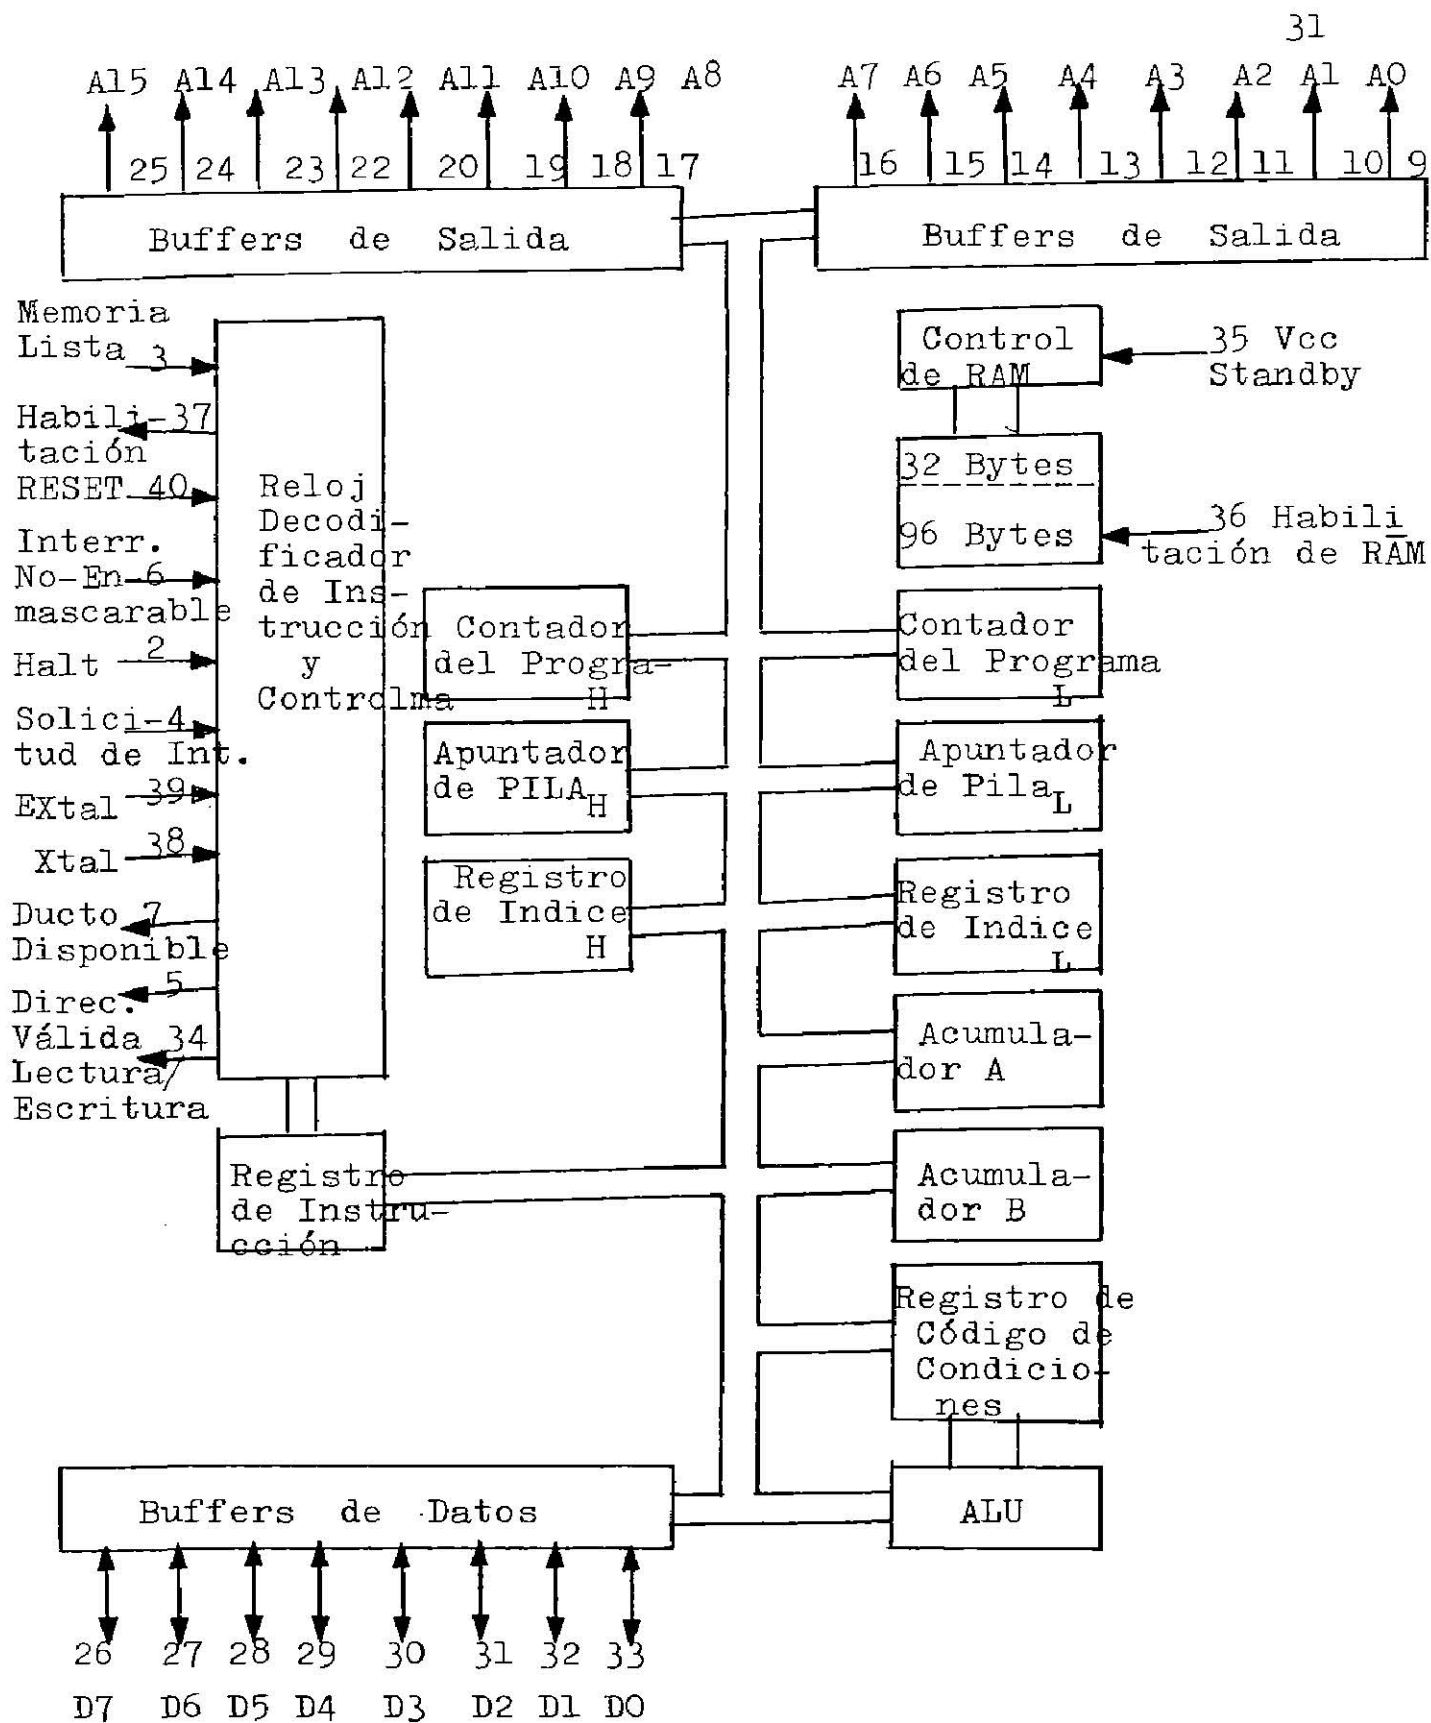 31
A15 A14 A13 A12 A11 A10 A9 A8 A7 A6 A5 A4 A3 A2 A1 A0
25 24 23 22 20 19 18 17 16 15 14 13 12 11 10 9
Buffers de Salida
Buffers de Salida
Memoria
Lista 3
Habili-37
tación
RESET 40
Interr.
No-En-6
mascarable
Halt 2
Solici-4
tud de Int.
EXtal 39
Xtal 38
Ducto 7
Disponible
Direc. 5
Válida 34
Lectura/
Escritura
Reloj
Decodi-
ficador
de Ins-
trucción
y
Control
Registro
de Instru-
cción
Contador
del Progra-
ma H
Apuntador
de PILA H
Registro
de Indice
H
Control
de RAM
35 Vcc
Standby
32 Bytes
96 Bytes
36 Habili
tación de RAM
Contador
del Programa
L
Apuntador
de Pila L
Registro
de Indice
L
Acumula-
dor A
Acumula-
dor B
Registro de
Código de
Condicio-
nes
ALU
Buffers de Datos
26 27 28 29 30 31 32 33
D7 D6 D5 D4 D3 D2 D1 D0